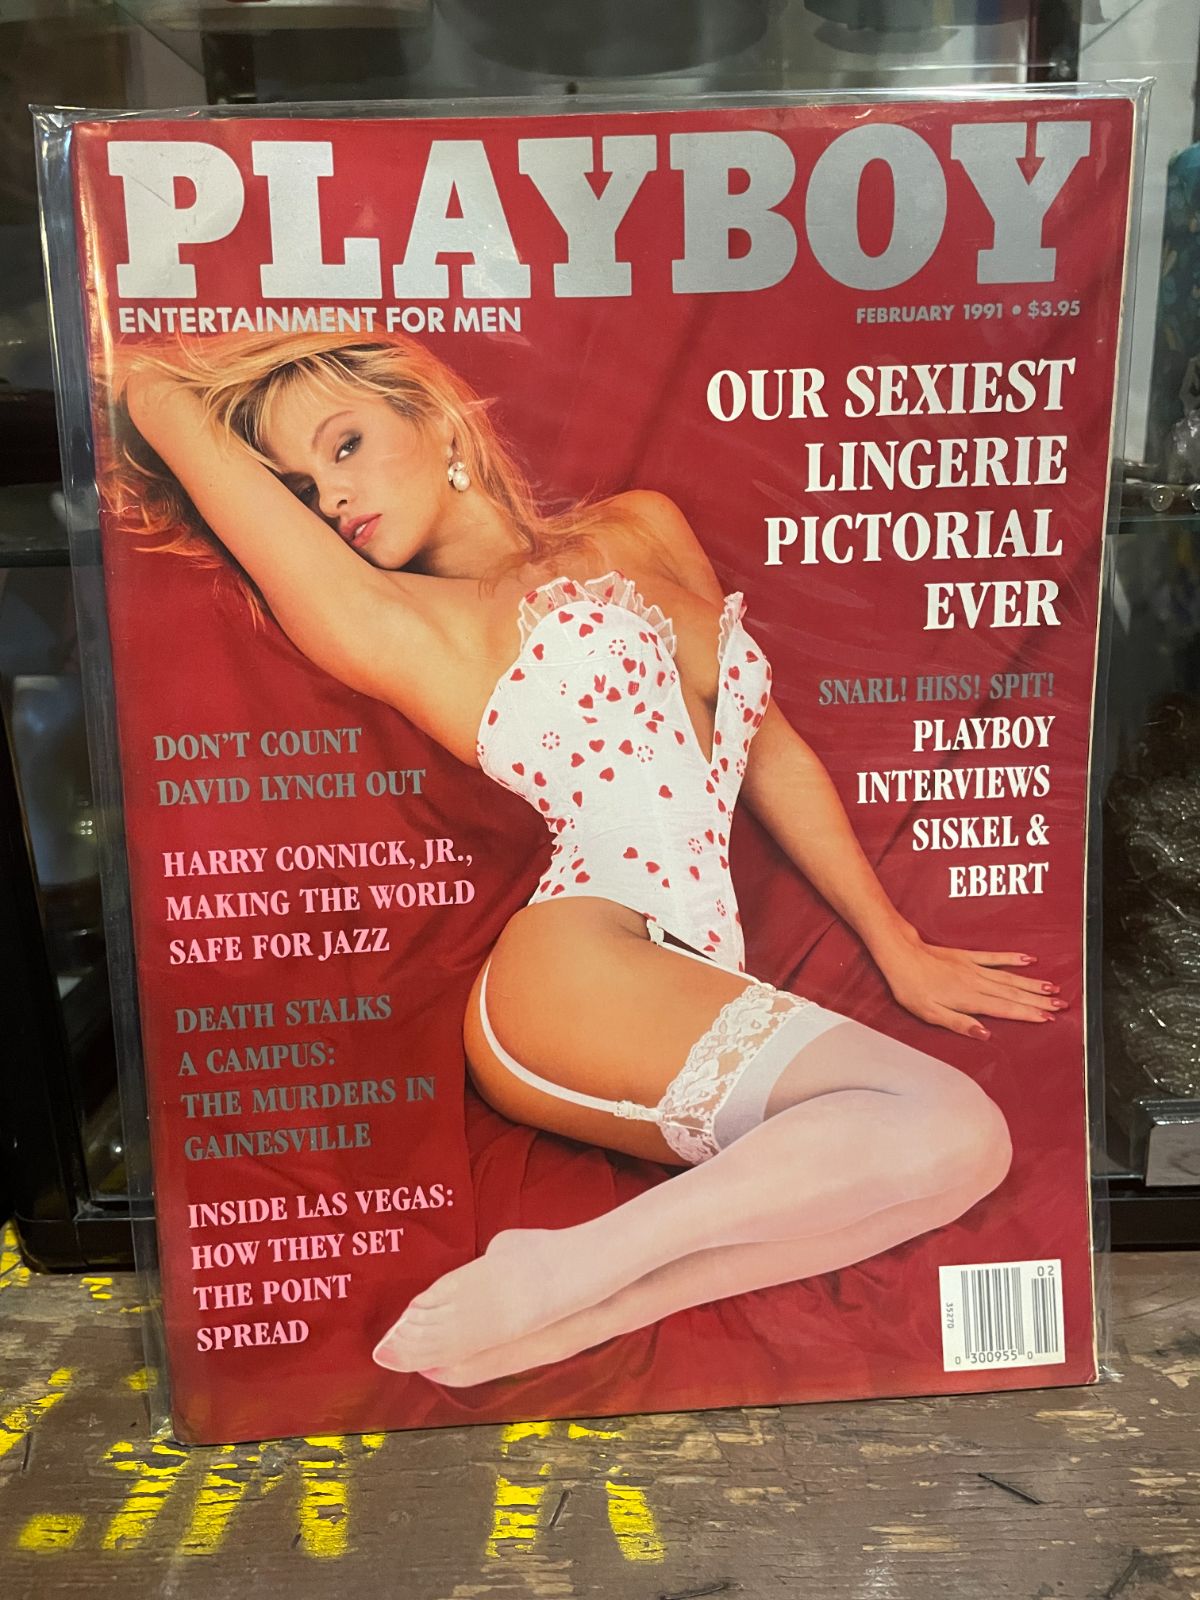 PLAYBOY
ENTERTAINMENT FOR MEN
FEBRUARY 1991 • $3.95
OUR SEXIEST
LINGERIE
PICTORIAL
EVER
SNARL! HISS! SPIT!
PLAYBOY
INTERVIEWS
SISKEL &
EBERT
DON'T COUNT
DAVID LYNCH OUT
HARRY CONNICK, JR.,
MAKING THE WORLD
SAFE FOR JAZZ
DEATH STALKS
A CAMPUS:
THE MURDERS IN
GAINESVILLE
INSIDE LAS VEGAS:
HOW THEY SET
THE POINT
SPREAD
02
35270
0 300955 0